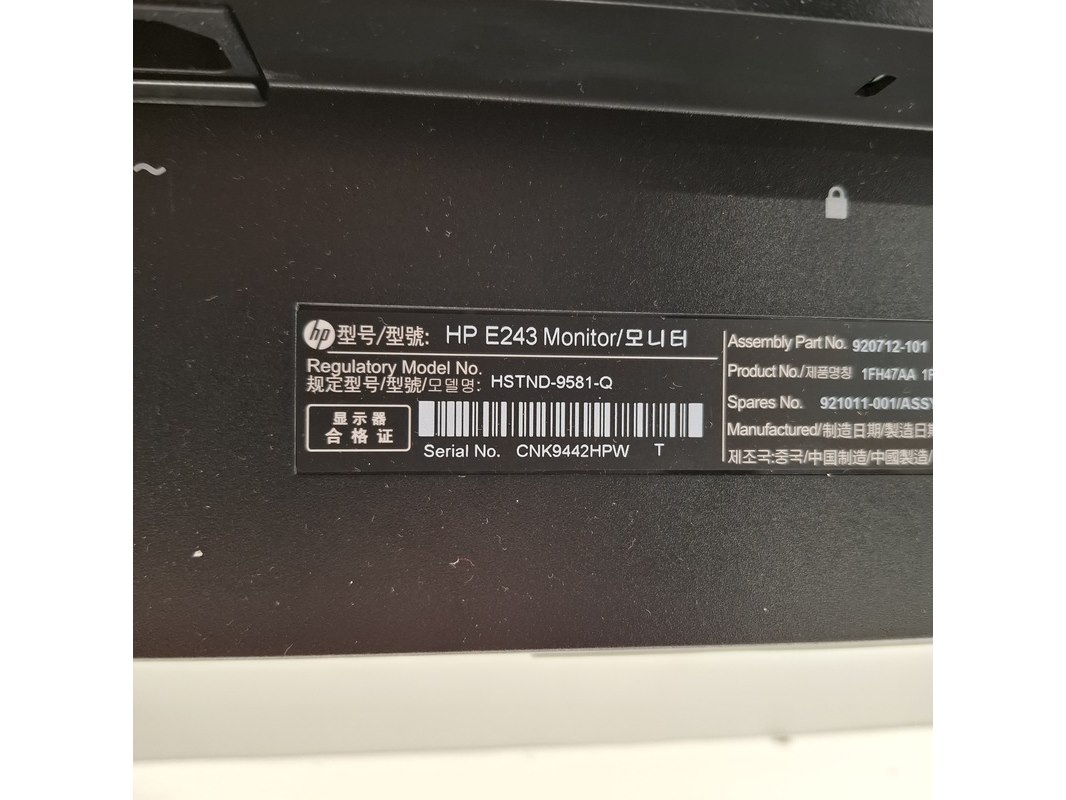 hp 型号/型號: HP E243 Monitor/모니터
Regulatory Model No.
规定型号/型號/모델명: HSTND-9581-Q
显示器
合格证
Serial No. CNK9442HPW T
Assembly Part No. 920712-101
Product No./제품명칭 1FH47AA
Spares No. 921011-001/ASSY
Manufactured/制造日期/製造日
제조국:중국/中国制造/中國製造/